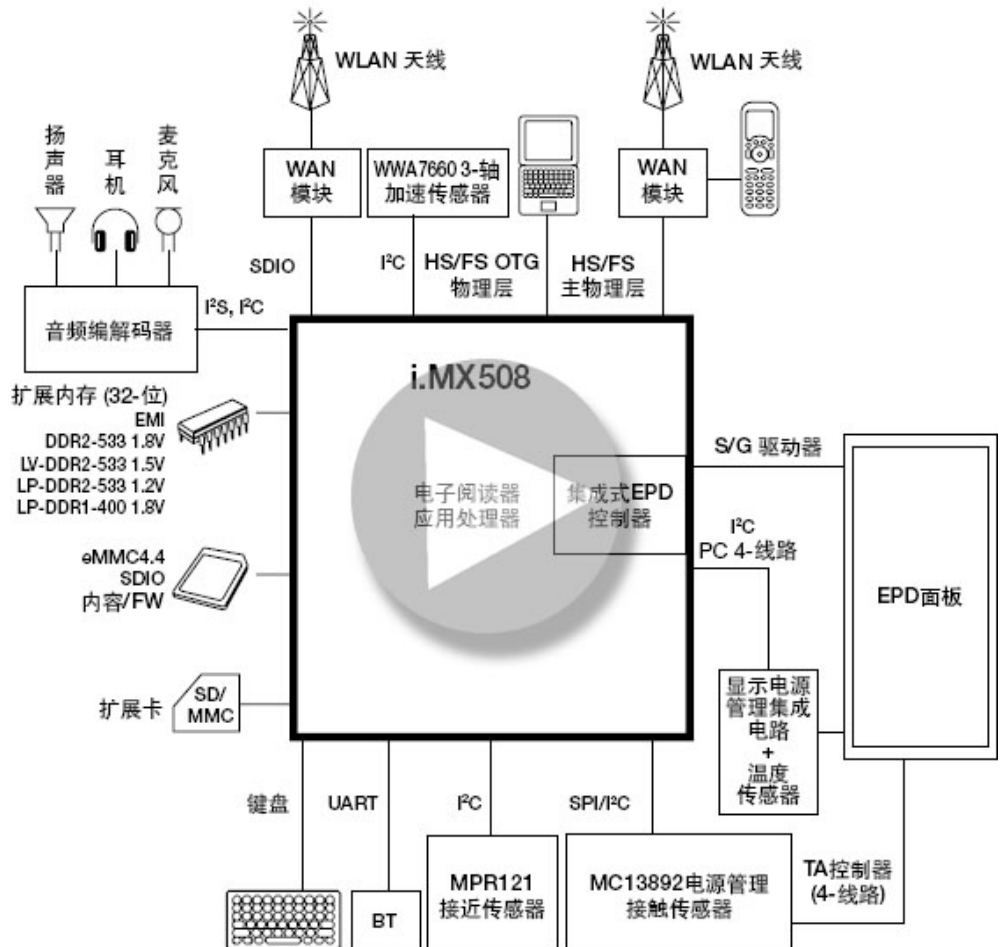 WLAN 天线
WLAN 天线
扬声器
耳机
麦克风
WAN
模块
WWA7660 3-轴
加速传感器
WAN
模块
SDIO
I²C
HS/FS OTG
物理层
HS/FS
主物理层
音频编解码器
I²S, I²C
i.MX508
扩展内存 (32-位)
EMI
DDR2-533 1.8V
LV-DDR2-533 1.5V
LP-DDR2-533 1.2V
LP-DDR1-400 1.8V
电子阅读器
应用处理器
集成式EPD
控制器
S/G 驱动器
I²C
PC 4-线路
EPD面板
eMMC4.4
SDIO
内容/FW
扩展卡
SD/
MMC
显示电源
管理集成
电路
+
温度
传感器
键盘
UART
I²C
SPI/I²C
BT
MPR121
接近传感器
MC13892电源管理
接触传感器
TA控制器
(4-线路)